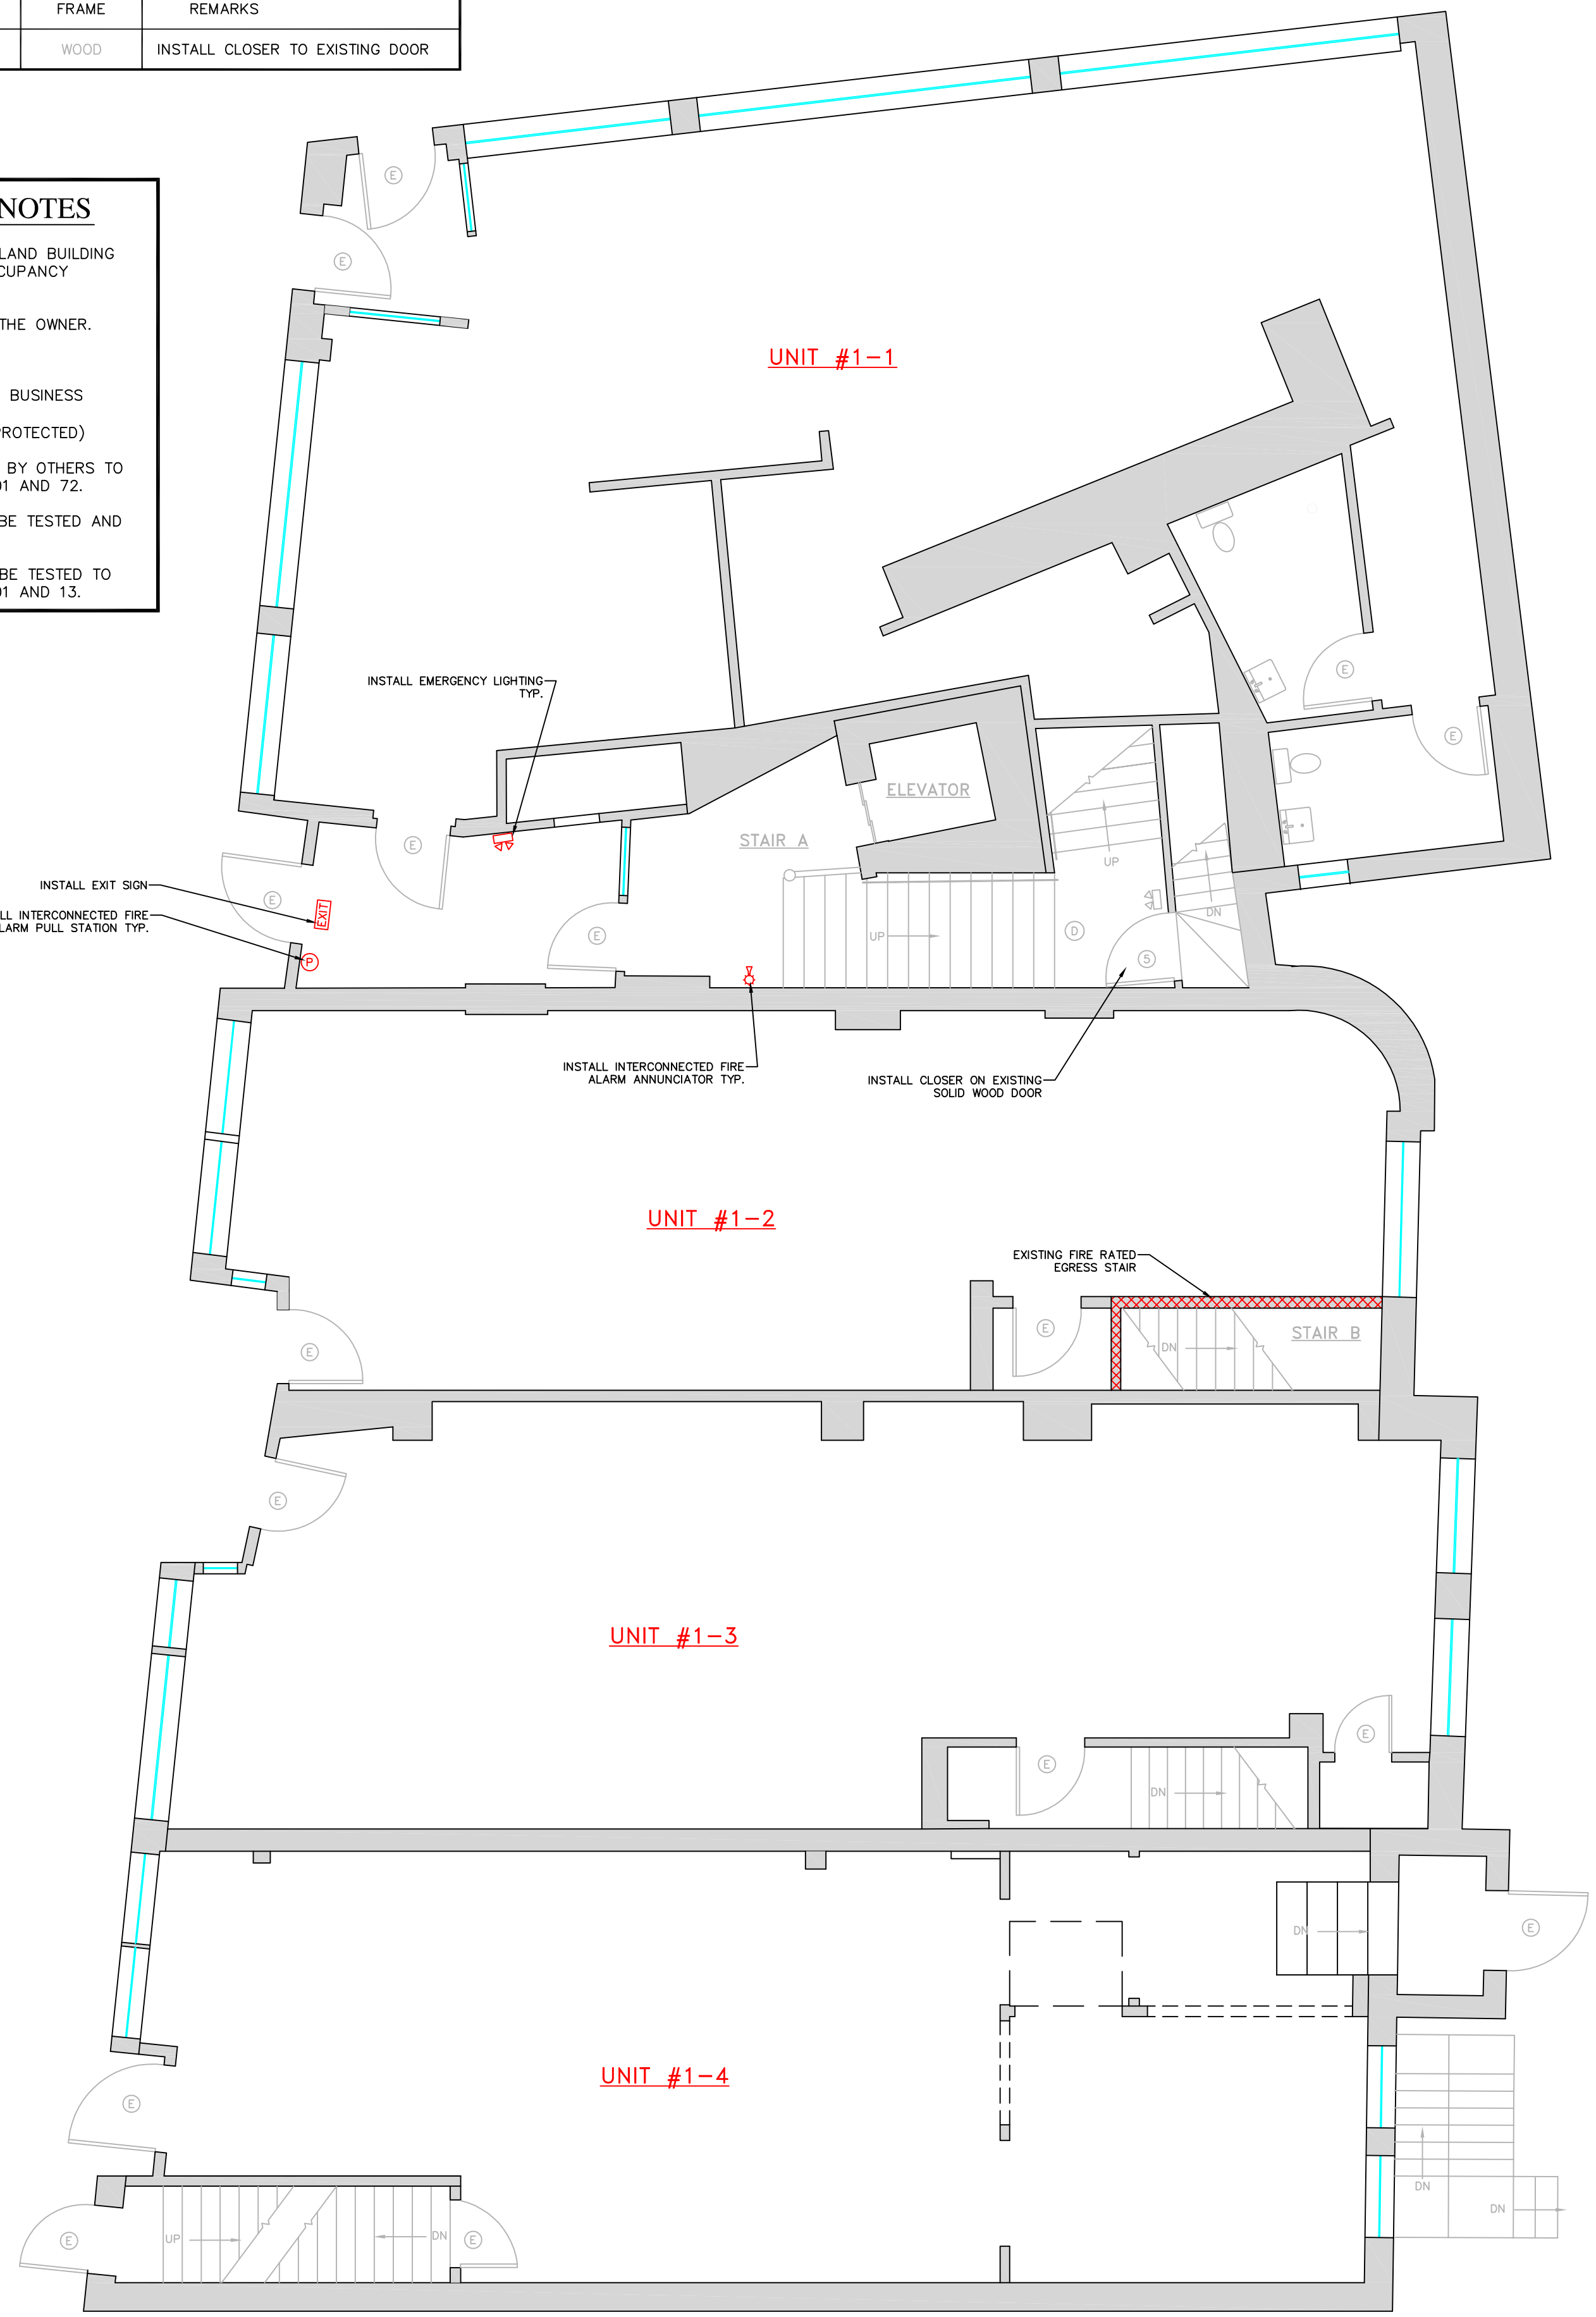 FRAME REMARKS
WOOD INSTALL CLOSER TO EXISTING DOOR
NOTES
LAND BUILDING
CUPANCY
THE OWNER.
BUSINESS
PROTECTED)
BY OTHERS TO
01 AND 72.
BE TESTED AND
BE TESTED TO
01 AND 13.
E
E
UNIT #1-1
INSTALL EMERGENCY LIGHTING
TYP.
E
E
ELEVATOR
STAIR A
UP
E
INSTALL EXIT SIGN
EXIT
E
LL INTERCONNECTED FIRE
LARM PULL STATION TYP.
P
E
UP
D
DN
5
INSTALL INTERCONNECTED FIRE
ALARM ANNUNCIATOR TYP.
INSTALL CLOSER ON EXISTING
SOLID WOOD DOOR
UNIT #1-2
EXISTING FIRE RATED
EGRESS STAIR
E
E
DN
STAIR B
E
UNIT #1-3
E
E
DN
DN
E
UNIT #1-4
E
DN
DN
E
UP
DN
E